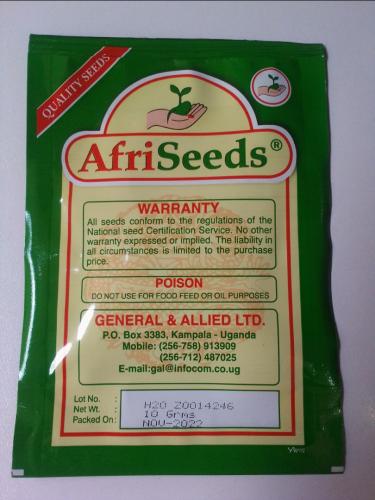 QUALITY SEEDS
AfriSeeds®
WARRANTY
All seeds conform to the regulations of the
National seed Certification Service. No other
warranty expressed or implied. The liability in
all circumstances is limited to the purchase
price.
POISON
DO NOT USE FOR FOOD FEED OR OIL PURPOSES
GENERAL & ALLIED LTD.
P.O. Box 3383, Kampala - Uganda
Mobile: (256-758) 913909
(256-712) 487025
E-mail:gal@infocom.co.ug
Lot No. : H20 Z0014246
Net Wt. : 10 Grms
Packed On: NOV-2022